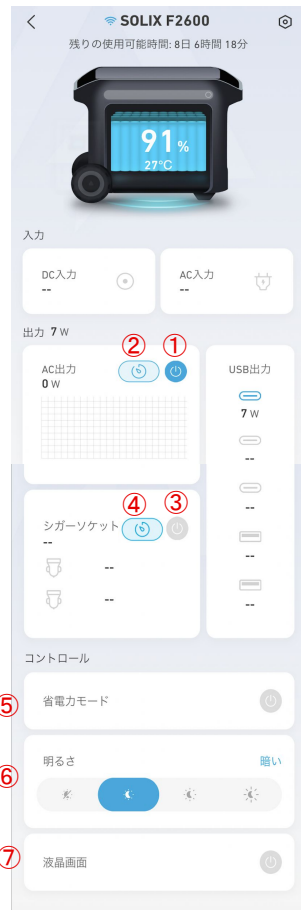 SOLIX F2600
残りの使用可能時間: 8日 6時間 18分
91%
27°C
入力
DC入力
--
AC入力
--
出力 7 W
② ①
AC出力
0 W
USB出力
7 W
--
--
--
--
④ ③
シガーソケット
--
--
--
コントロール
⑤ 省電力モード
⑥ 明るさ 暗い
⑦ 液晶画面